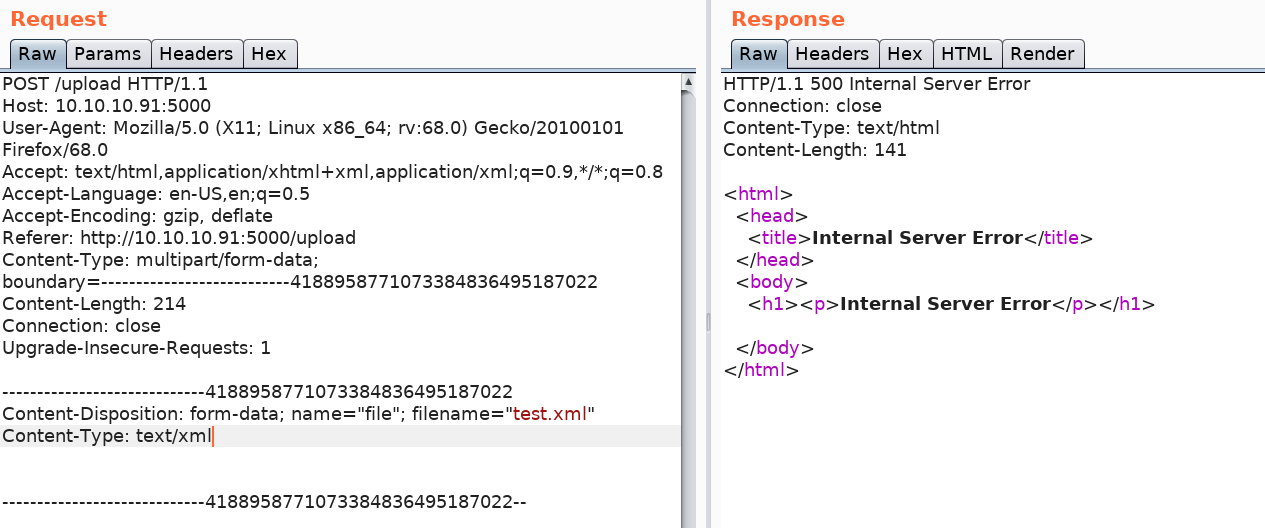 Request
Raw Params Headers Hex
POST /upload HTTP/1.1
Host: 10.10.10.91:5000
User-Agent: Mozilla/5.0 (X11; Linux x86_64; rv:68.0) Gecko/20100101
Firefox/68.0
Accept: text/html,application/xhtml+xml,application/xml;q=0.9,*/*;q=0.8
Accept-Language: en-US,en;q=0.5
Accept-Encoding: gzip, deflate
Referer: http://10.10.10.91:5000/upload
Content-Type: multipart/form-data;
boundary=---------------------------4188958771073384836495187022
Content-Length: 214
Connection: close
Upgrade-Insecure-Requests: 1
-----------------------------4188958771073384836495187022
Content-Disposition: form-data; name="file"; filename="test.xml"
Content-Type: text/xml
-----------------------------4188958771073384836495187022--
Response
Raw Headers Hex HTML Render
HTTP/1.1 500 Internal Server Error
Connection: close
Content-Type: text/html
Content-Length: 141
<html>
<head>
<title>Internal Server Error</title>
</head>
<body>
<h1><p>Internal Server Error</p></h1>
</body>
</html>